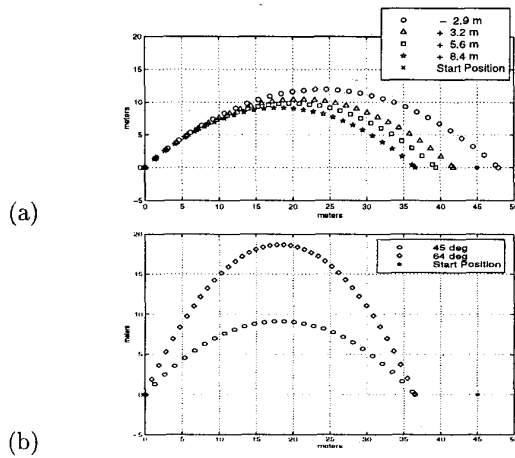 − 2.9 m
+ 3.2 m
+ 5.6 m
+ 8.4 m
Start Position
20
15
10
5
0
-5
meters
0 5 10 15 20 25 30 35 40 45 50
meters
(a)
45 deg
64 deg
Start Position
20
15
10
5
0
-5
meters
0 5 10 15 20 25 30 35 40 45 50
meters
(b)